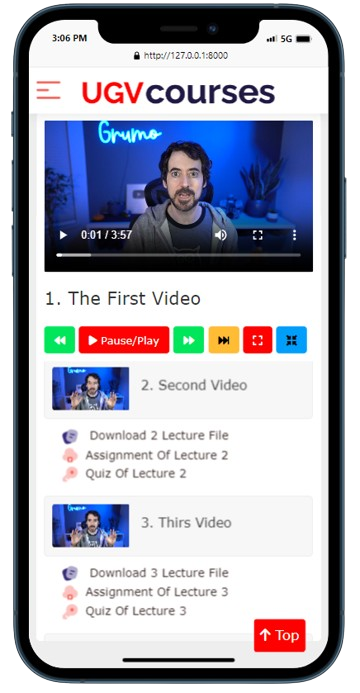 3:06 PM 5G
http://127.0.0.1:8000
UGVcourses
Grumo
0:01 / 3:57
1. The First Video
Pause/Play
2. Second Video
Download 2 Lecture File
Assignment Of Lecture 2
Quiz Of Lecture 2
3. Thirs Video
Download 3 Lecture File
Assignment Of Lecture 3
Quiz Of Lecture 3
Top